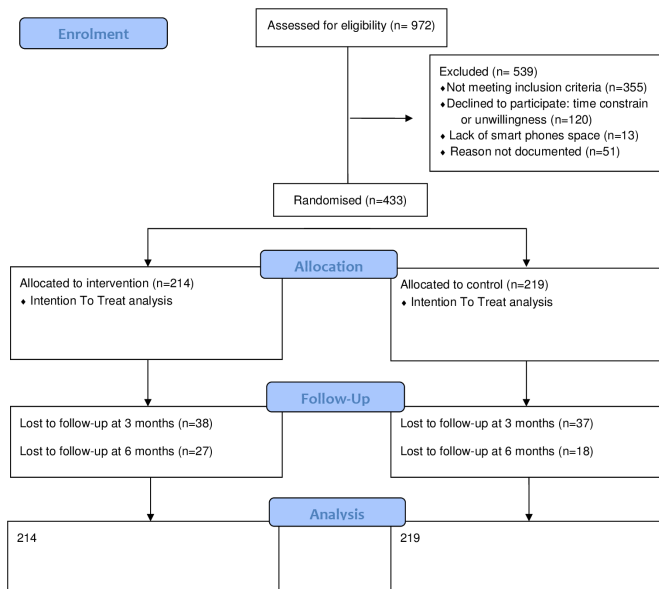 Enrolment
Assessed for eligibility (n= 972)
Excluded (n= 539)
♦Not meeting inclusion criteria (n=355)
♦Declined to participate: time constrain
or unwillingness (n=120)
♦ Lack of smart phones space (n=13)
♦ Reason not documented (n=51)
Randomised (n=433)
Allocation
Allocated to intervention (n=214)
♦ Intention To Treat analysis
Allocated to control (n=219)
♦ Intention To Treat analysis
Follow-Up
Lost to follow-up at 3 months (n=38)
Lost to follow-up at 6 months (n=27)
Lost to follow-up at 3 months (n=37)
Lost to follow-up at 6 months (n=18)
Analysis
214
219